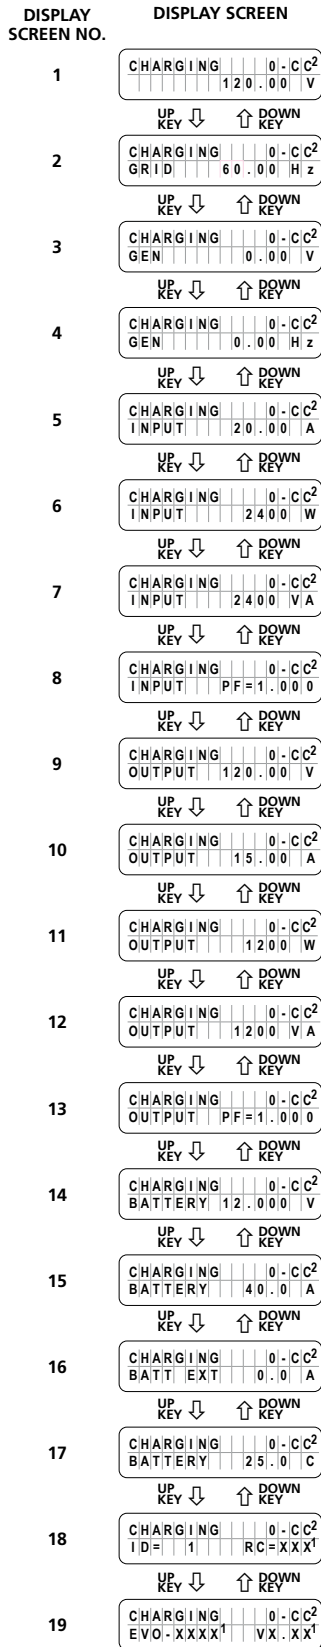 DISPLAY SCREEN NO.
DISPLAY SCREEN
1
CHARGING 0-CC2
120.00 V
UP KEY DOWN KEY
2
CHARGING 0-CC2
GRID 60.00 Hz
UP KEY DOWN KEY
3
CHARGING 0-CC2
GEN 0.00 V
UP KEY DOWN KEY
4
CHARGING 0-CC2
GEN 0.00 Hz
UP KEY DOWN KEY
5
CHARGING 0-CC2
INPUT 20.00 A
UP KEY DOWN KEY
6
CHARGING 0-CC2
INPUT 2400 W
UP KEY DOWN KEY
7
CHARGING 0-CC2
INPUT 2400 VA
UP KEY DOWN KEY
8
CHARGING 0-CC2
INPUT PF=1.000
UP KEY DOWN KEY
9
CHARGING 0-CC2
OUTPUT 120.00 V
UP KEY DOWN KEY
10
CHARGING 0-CC2
OUTPUT 15.00 A
UP KEY DOWN KEY
11
CHARGING 0-CC2
OUTPUT 1200 W
UP KEY DOWN KEY
12
CHARGING 0-CC2
OUTPUT 1200 VA
UP KEY DOWN KEY
13
CHARGING 0-CC2
OUTPUT PF=1.000
UP KEY DOWN KEY
14
CHARGING 0-CC2
BATTERY 12.000 V
UP KEY DOWN KEY
15
CHARGING 0-CC2
BATTERY 40.0 A
UP KEY DOWN KEY
16
CHARGING 0-CC2
BATT EXT 0.0 A
UP KEY DOWN KEY
17
CHARGING 0-CC2
BATTERY 25.0 C
UP KEY DOWN KEY
18
CHARGING 0-CC2
ID= 1 RC=XXX1
UP KEY DOWN KEY
19
CHARGING 0-CC2
EVO-XXXX1 VX.XX1